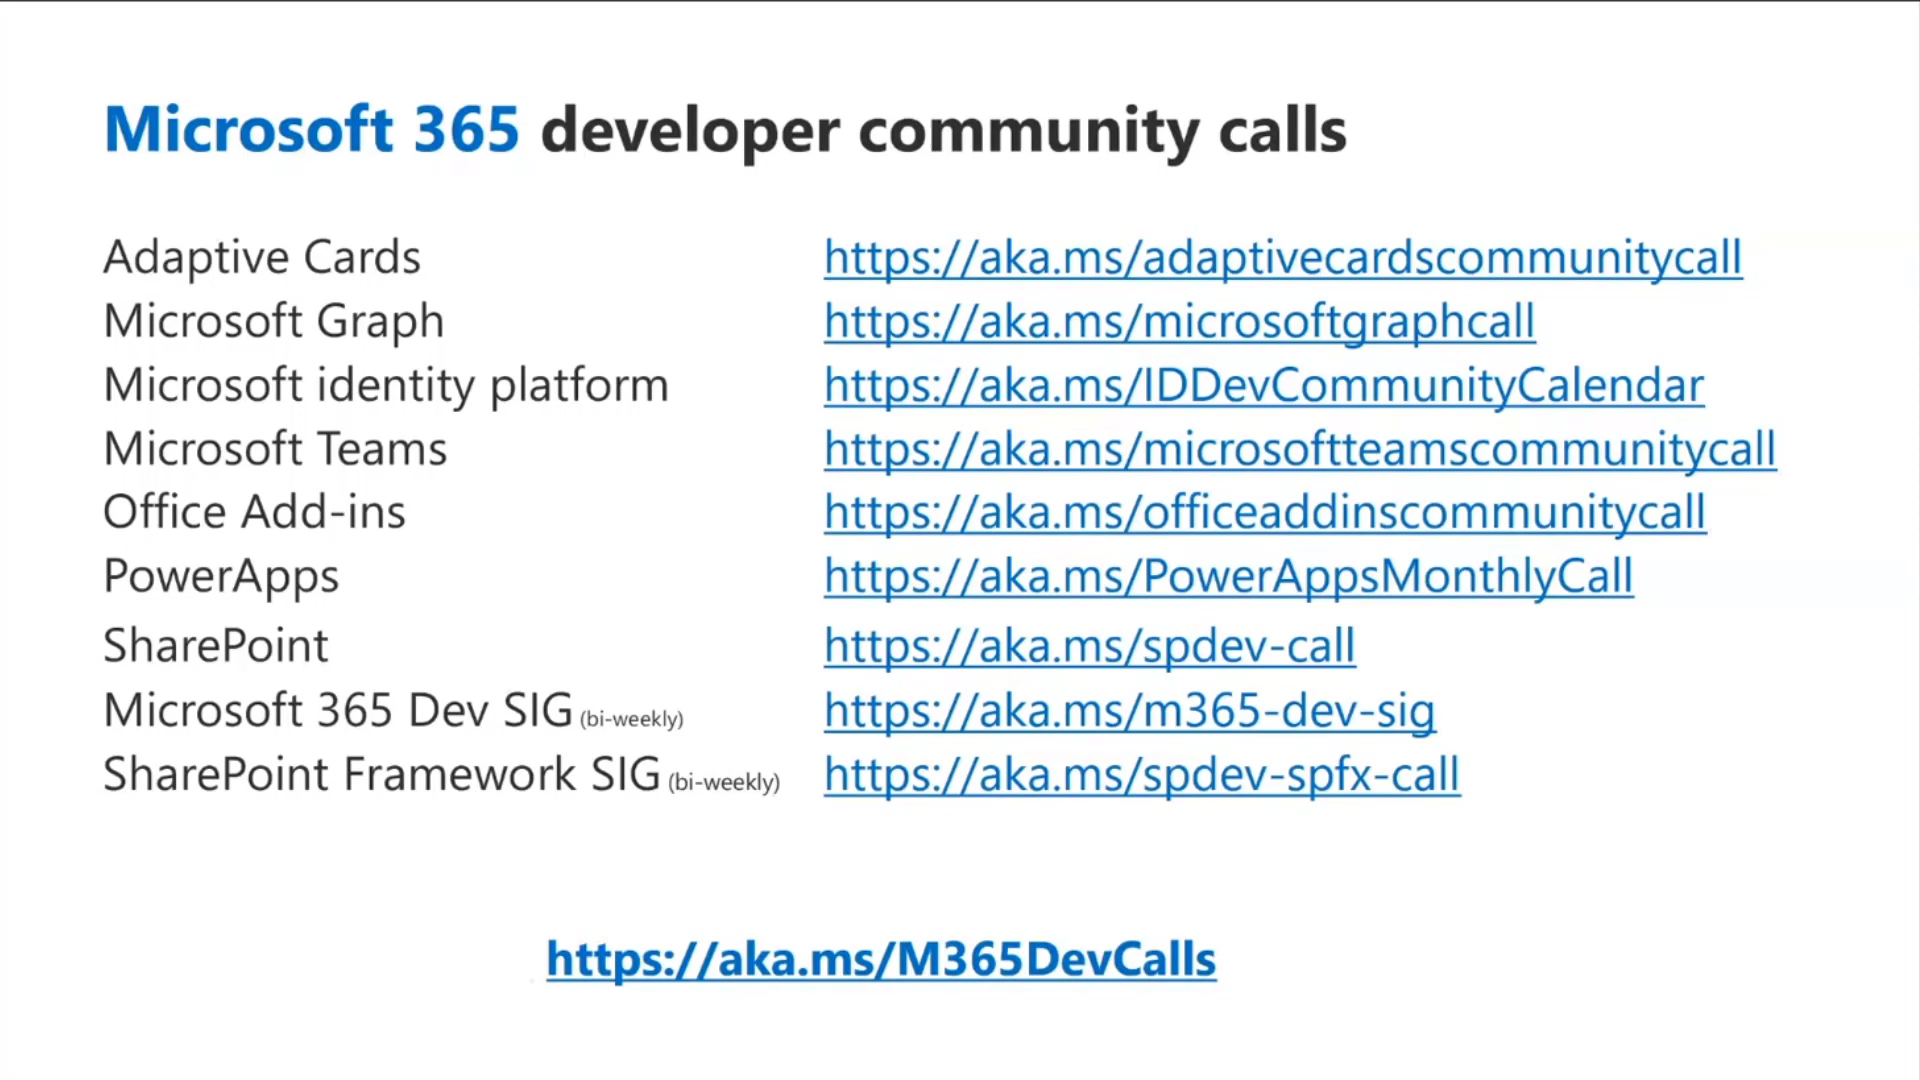 Microsoft 365 developer community calls
Adaptive Cards https://aka.ms/adaptivecardscommunitycall
Microsoft Graph https://aka.ms/microsoftgraphcall
Microsoft identity platform https://aka.ms/IDDevCommunityCalendar
Microsoft Teams https://aka.ms/microsoftteamscommunitycall
Office Add-ins https://aka.ms/officeaddinscommunitycall
PowerApps https://aka.ms/PowerAppsMonthlyCall
SharePoint https://aka.ms/spdev-call
Microsoft 365 Dev SIG (bi-weekly) https://aka.ms/m365-dev-sig
SharePoint Framework SIG (bi-weekly) https://aka.ms/spdev-spfx-call
https://aka.ms/M365DevCalls